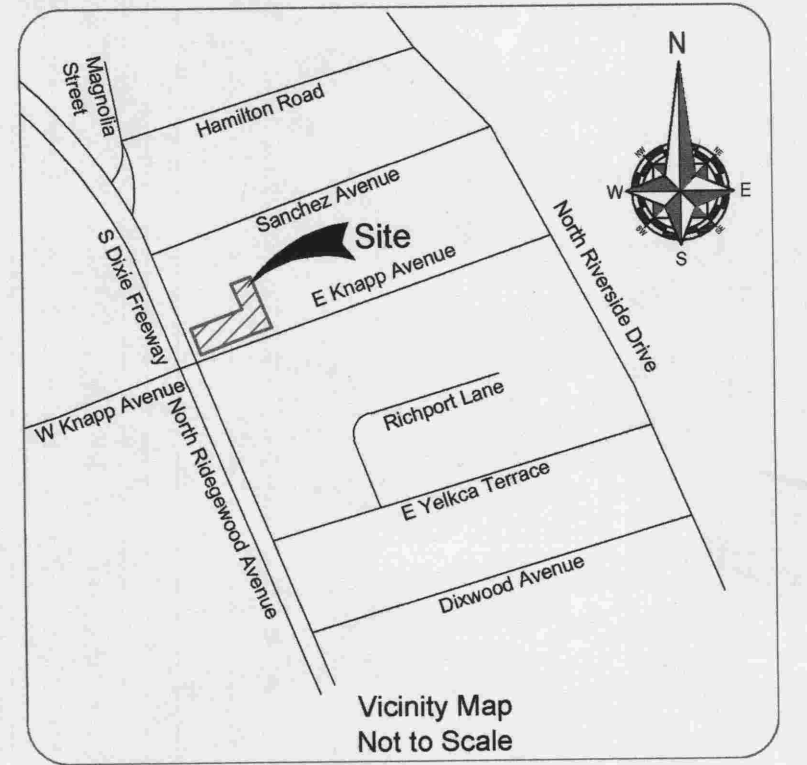 N
Magnolia
Street
Hamilton Road
NW
NE
W
E
SW
SE
S
Sanchez Avenue
North Riverside Drive
Site
S Dixie Freeway
E Knapp Avenue
W Knapp Avenue
North Ridgewood Avenue
Richport Lane
E Yelkca Terrace
Dixwood Avenue
Vicinity Map
Not to Scale